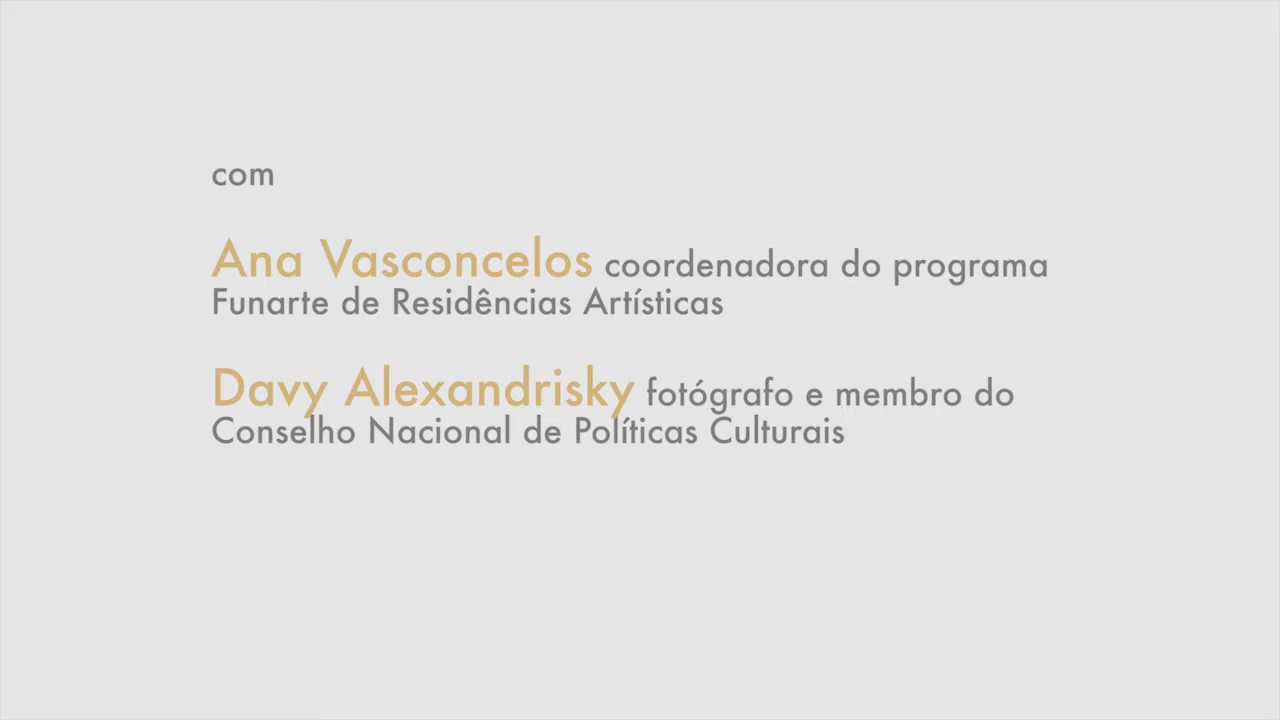 com
Ana Vasconcelos coordenadora do programa
Funarte de Residências Artísticas
Davy Alexandrisky fotógrafo e membro do
Conselho Nacional de Políticas Culturais